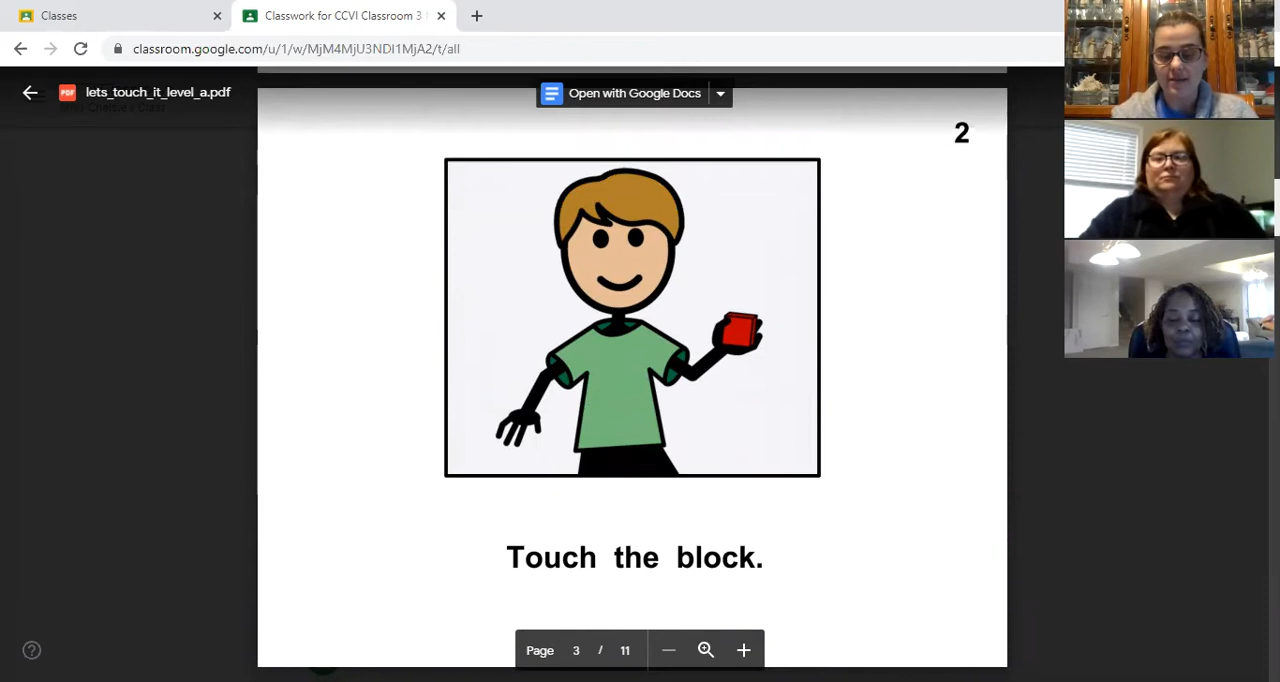 Classes
Classwork for CCVI Classroom 3
classroom.google.com/u/1/w/MjM4MjU3NDI1MjA2/t/all
PDF
lets_touch_it_level_a.pdf
Open with Google Docs
2
Touch the block.
Page 3 / 11